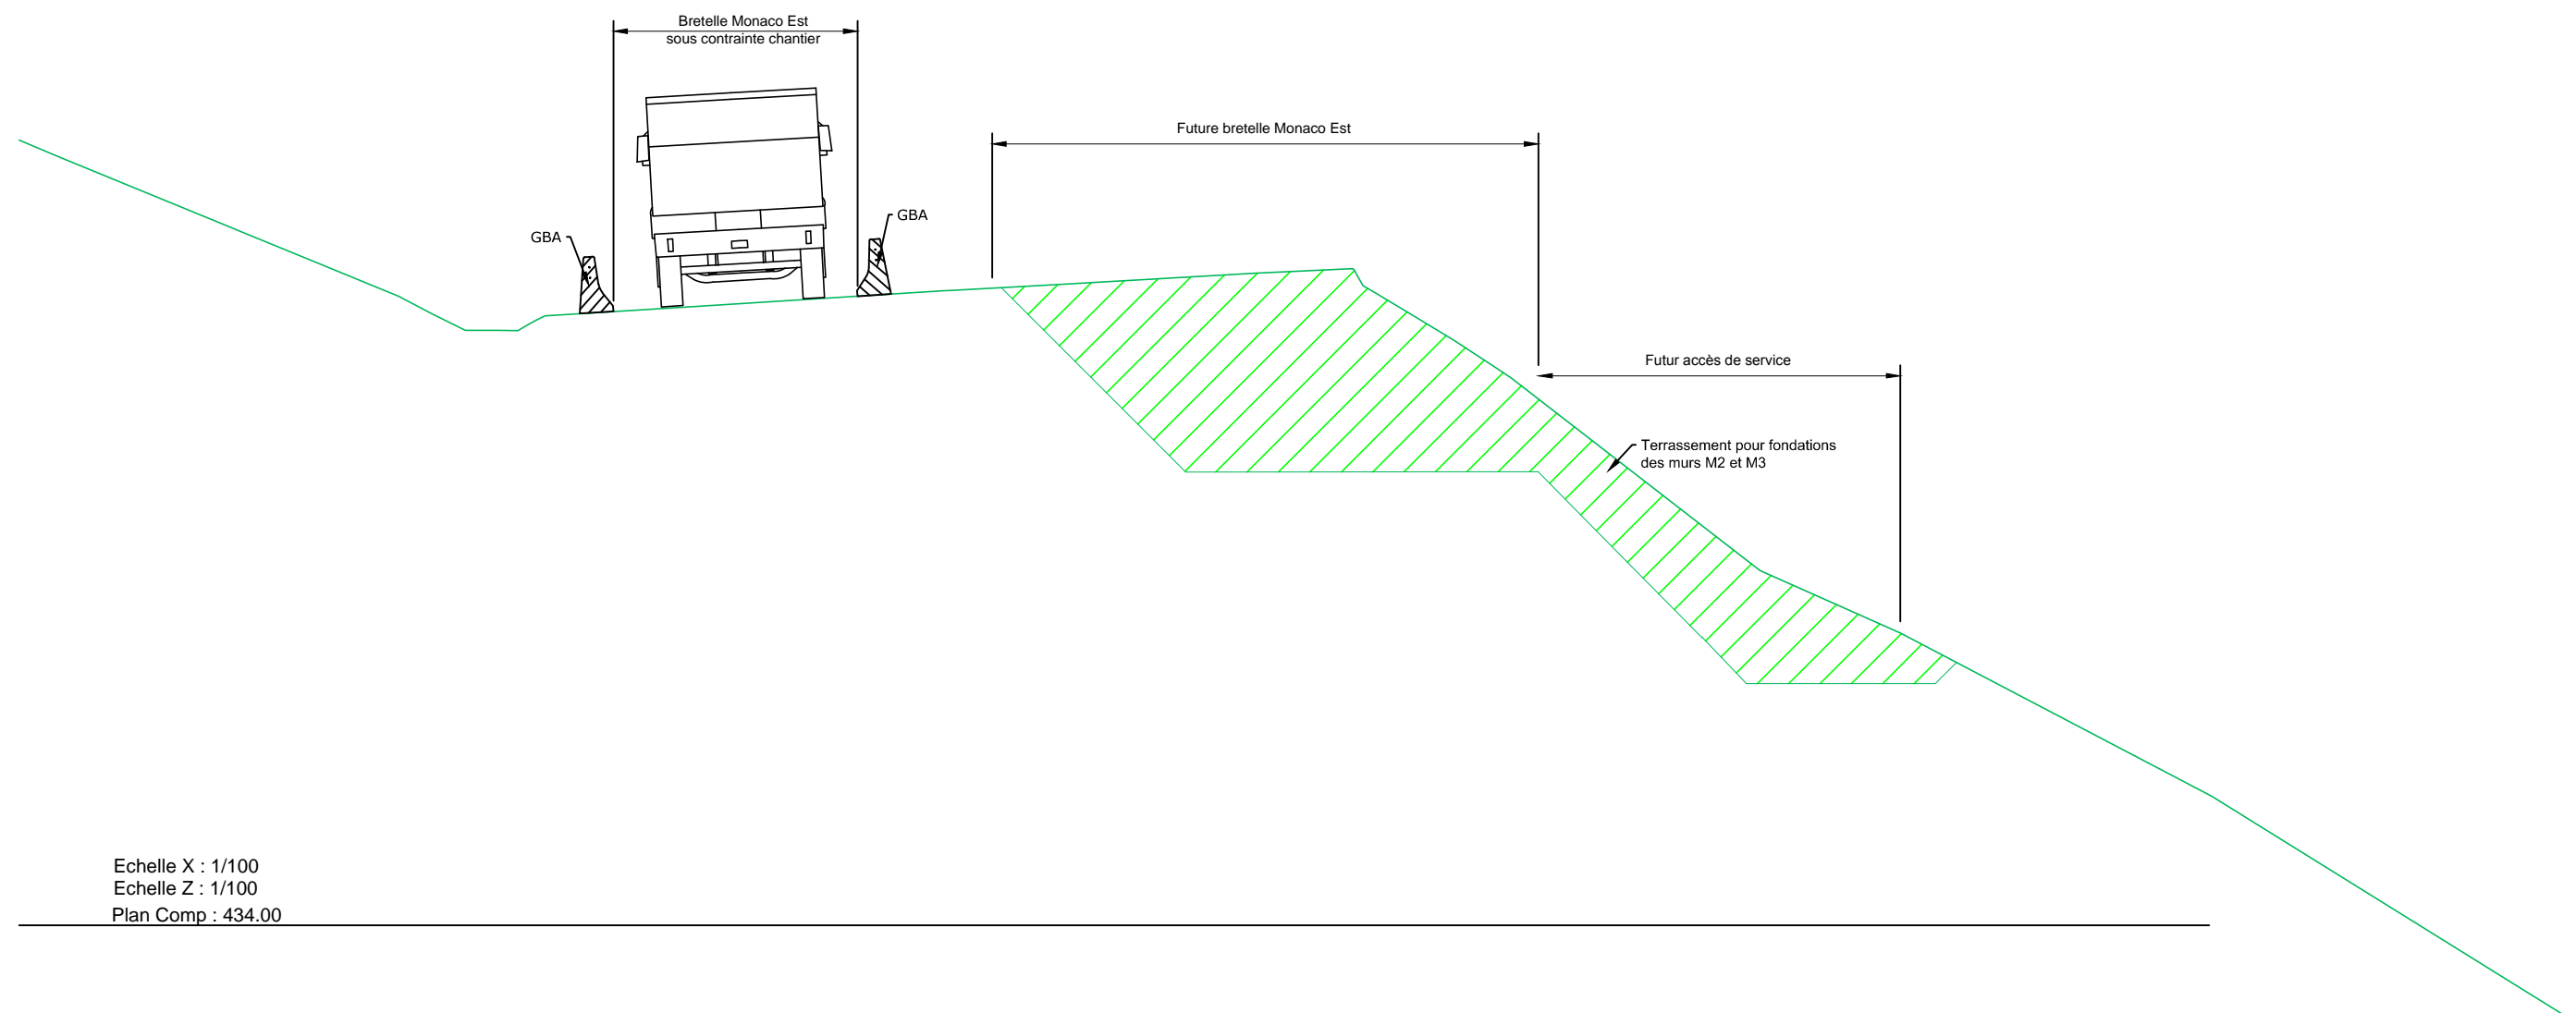 Bretelle Monaco Est
sous contrainte chantier
Future bretelle Monaco Est
GBA
GBA
Futur accès de service
Terrassement pour fondations
des murs M2 et M3
Echelle X : 1/100
Echelle Z : 1/100
Plan Comp : 434.00